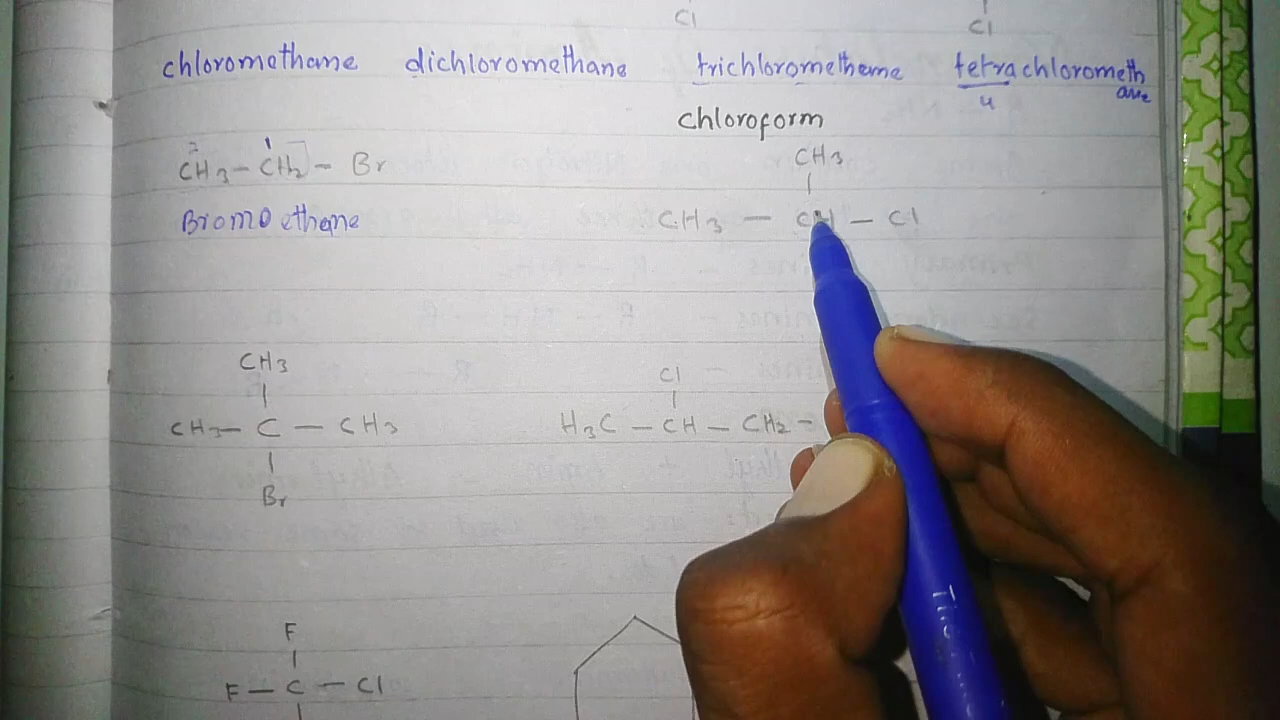 Cl Cl
chloromethane dichloromethane trichloromethane tetrachlorometh
ane
4
chloroform
2 1 CH3
CH3 – CH2 – Br |
Bromoethane CH3 – CH – Cl
CH3 Cl
| |
CH3 – C – CH3 H3C – CH – CH2 –
|
Br
F
|
F – C – Cl
|